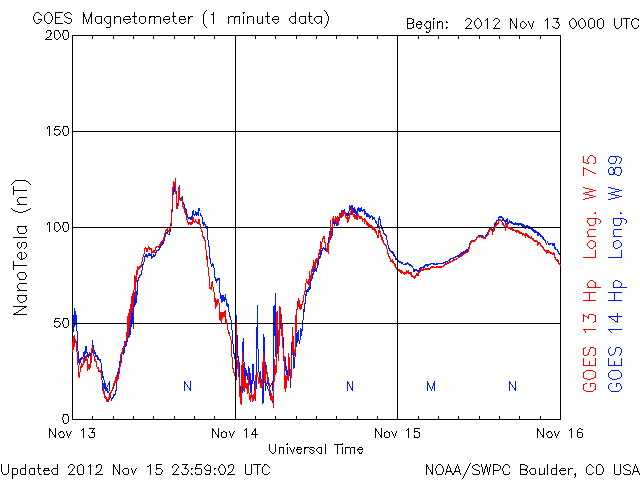 GOES Magnetometer (1 minute data)
Begin: 2012 Nov 13 0000 UTC
200
150
100
50
0
NanoTesla (nT)
GOES 13 Hp Long. W 75
GOES 14 Hp Long. W 89
M N N M N
Nov 13 Nov 14 Nov 15 Nov 16
Universal Time
Updated 2012 Nov 15 23:59:02 UTC
NOAA/SWPC Boulder, CO USA